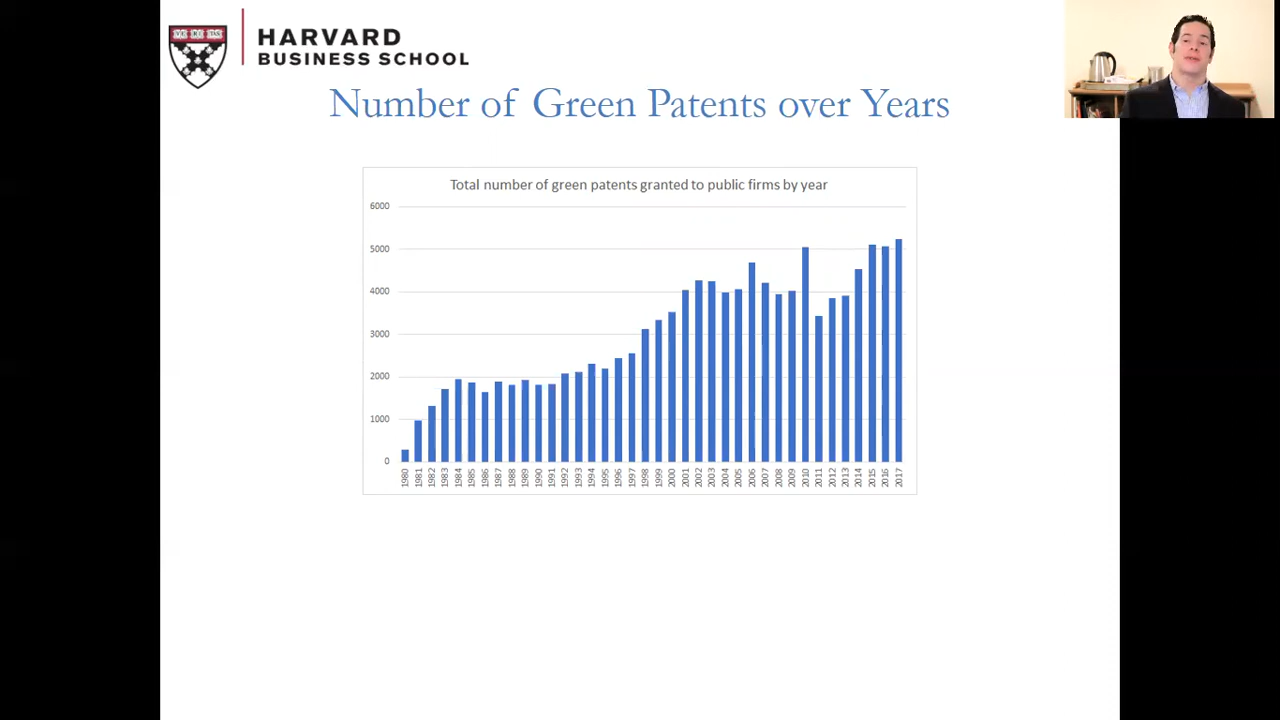 HARVARD
BUSINESS SCHOOL
Number of Green Patents over Years
Total number of green patents granted to public firms by year
6000
5000
4000
3000
2000
1000
0
1980 1981 1982 1983 1984 1985 1986 1987 1988 1989 1990 1991 1992 1993 1994 1995 1996 1997 1998 1999 2000 2001 2002 2003 2004 2005 2006 2007 2008 2009 2010 2011 2012 2013 2014 2015 2016 2017